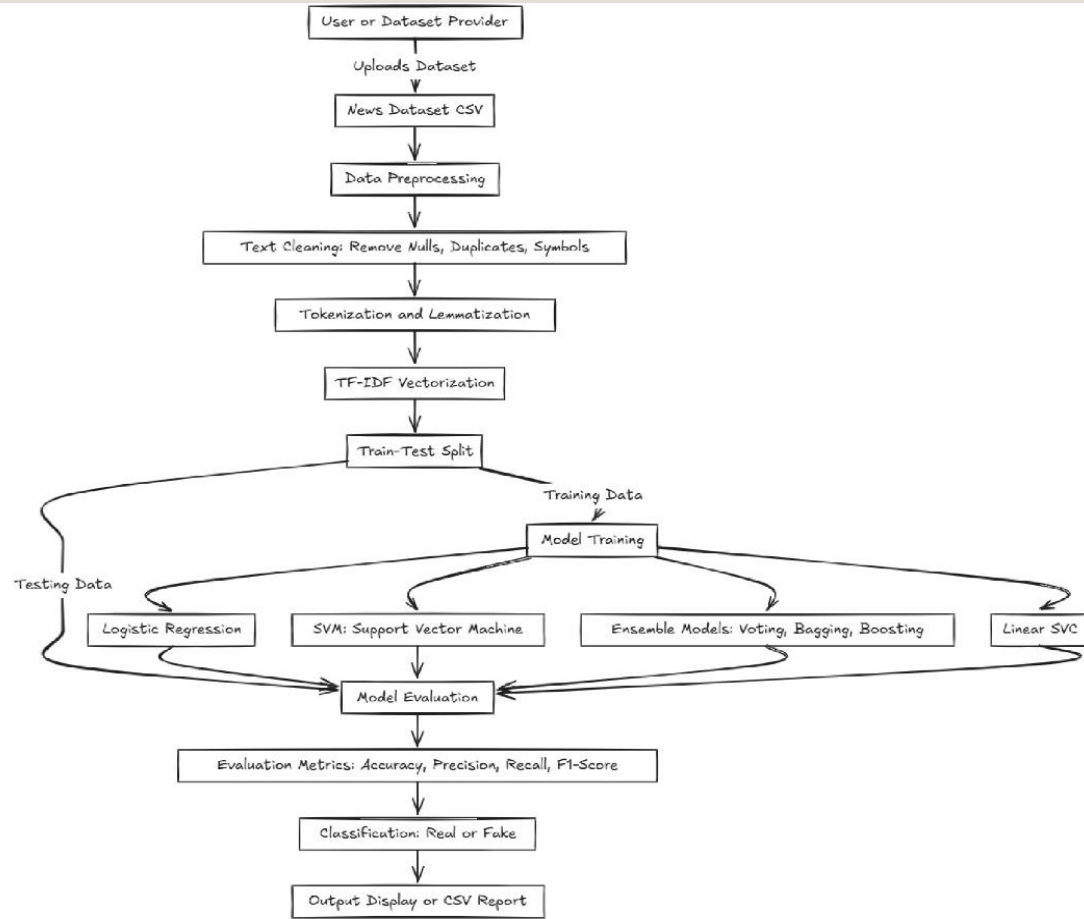 User or Dataset Provider
Uploads Dataset
News Dataset CSV
Data Preprocessing
Text Cleaning: Remove Nulls, Duplicates, Symbols
Tokenization and Lemmatization
TF-IDF Vectorization
Train-Test Split
Training Data
Model Training
Testing Data
Logistic Regression
SVM: Support Vector Machine
Ensemble Models: Voting, Bagging, Boosting
Linear SVC
Model Evaluation
Evaluation Metrics: Accuracy, Precision, Recall, F1-Score
Classification: Real or Fake
Output Display or CSV Report